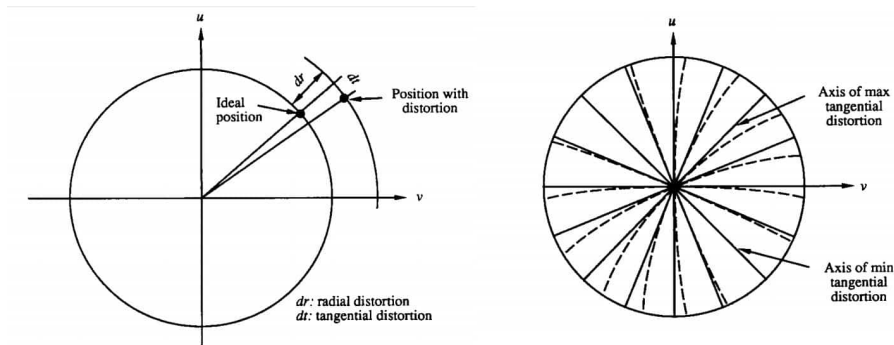 u
dr
dt
Ideal
position
Position with
distortion
v
dr: radial distortion
dt: tangential distortion
u
Axis of max
tangential
distortion
v
Axis of min
tangential
distortion